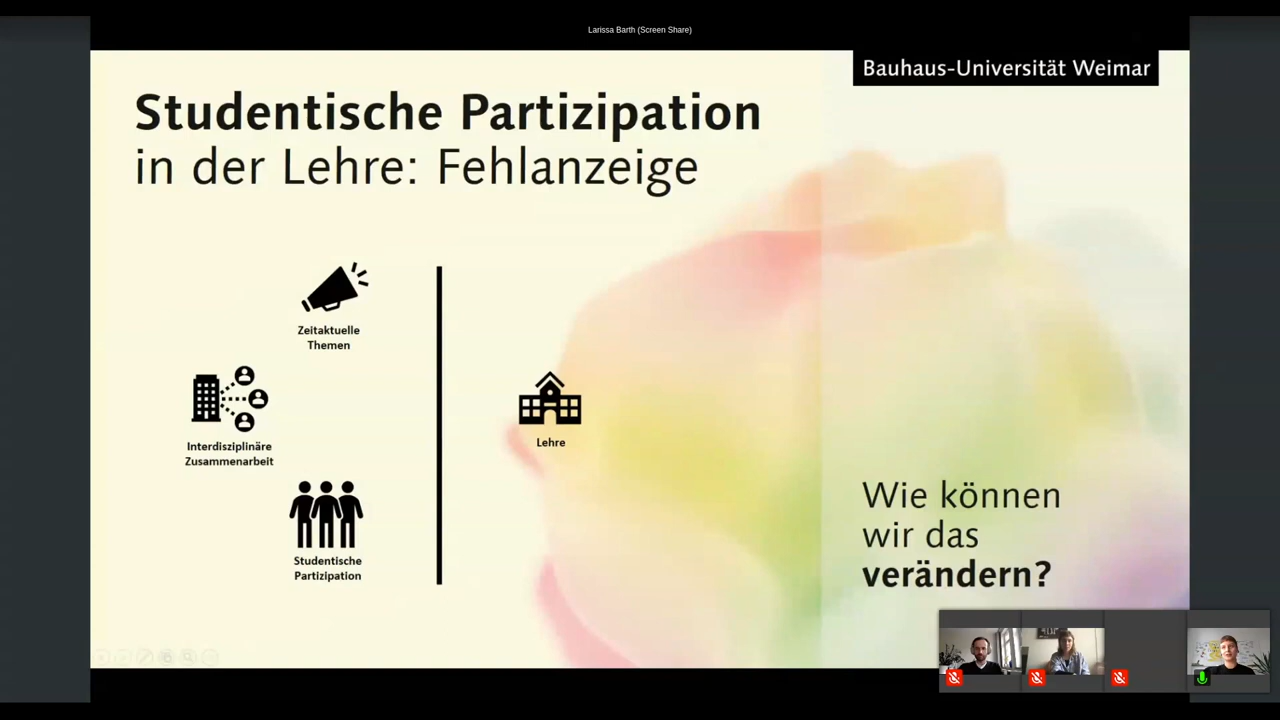 Larissa Barth (Screen Share)
Bauhaus-Universität Weimar
Studentische Partizipation
in der Lehre: Fehlanzeige
Zeitaktuelle
Themen
Interdisziplinäre
Zusammenarbeit
Studentische
Partizipation
Lehre
Wie können
wir das
verändern?